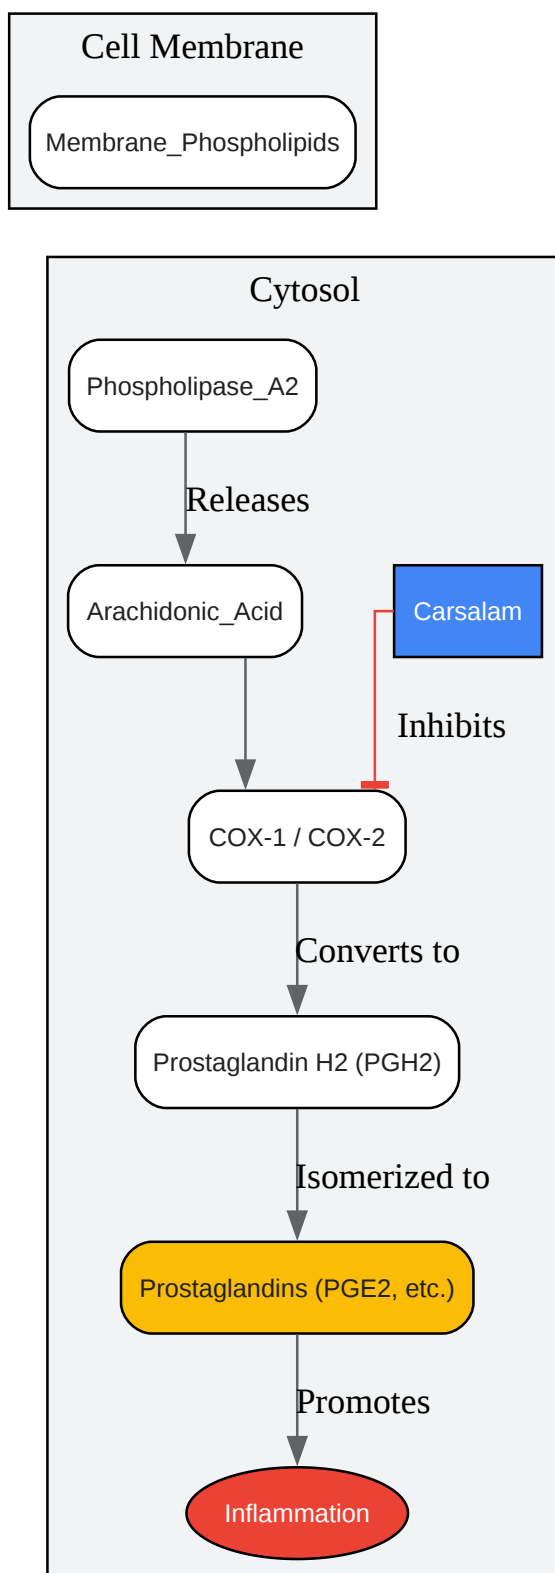 Cell Membrane
Membrane_Phospholipids
Cytosol
Phospholipase_A2
Releases
Arachidonic_Acid
Carsalam
Inhibits
COX-1 / COX-2
Converts to
Prostaglandin H2 (PGH2)
Isomerized to
Prostaglandins (PGE2, etc.)
Promotes
Inflammation